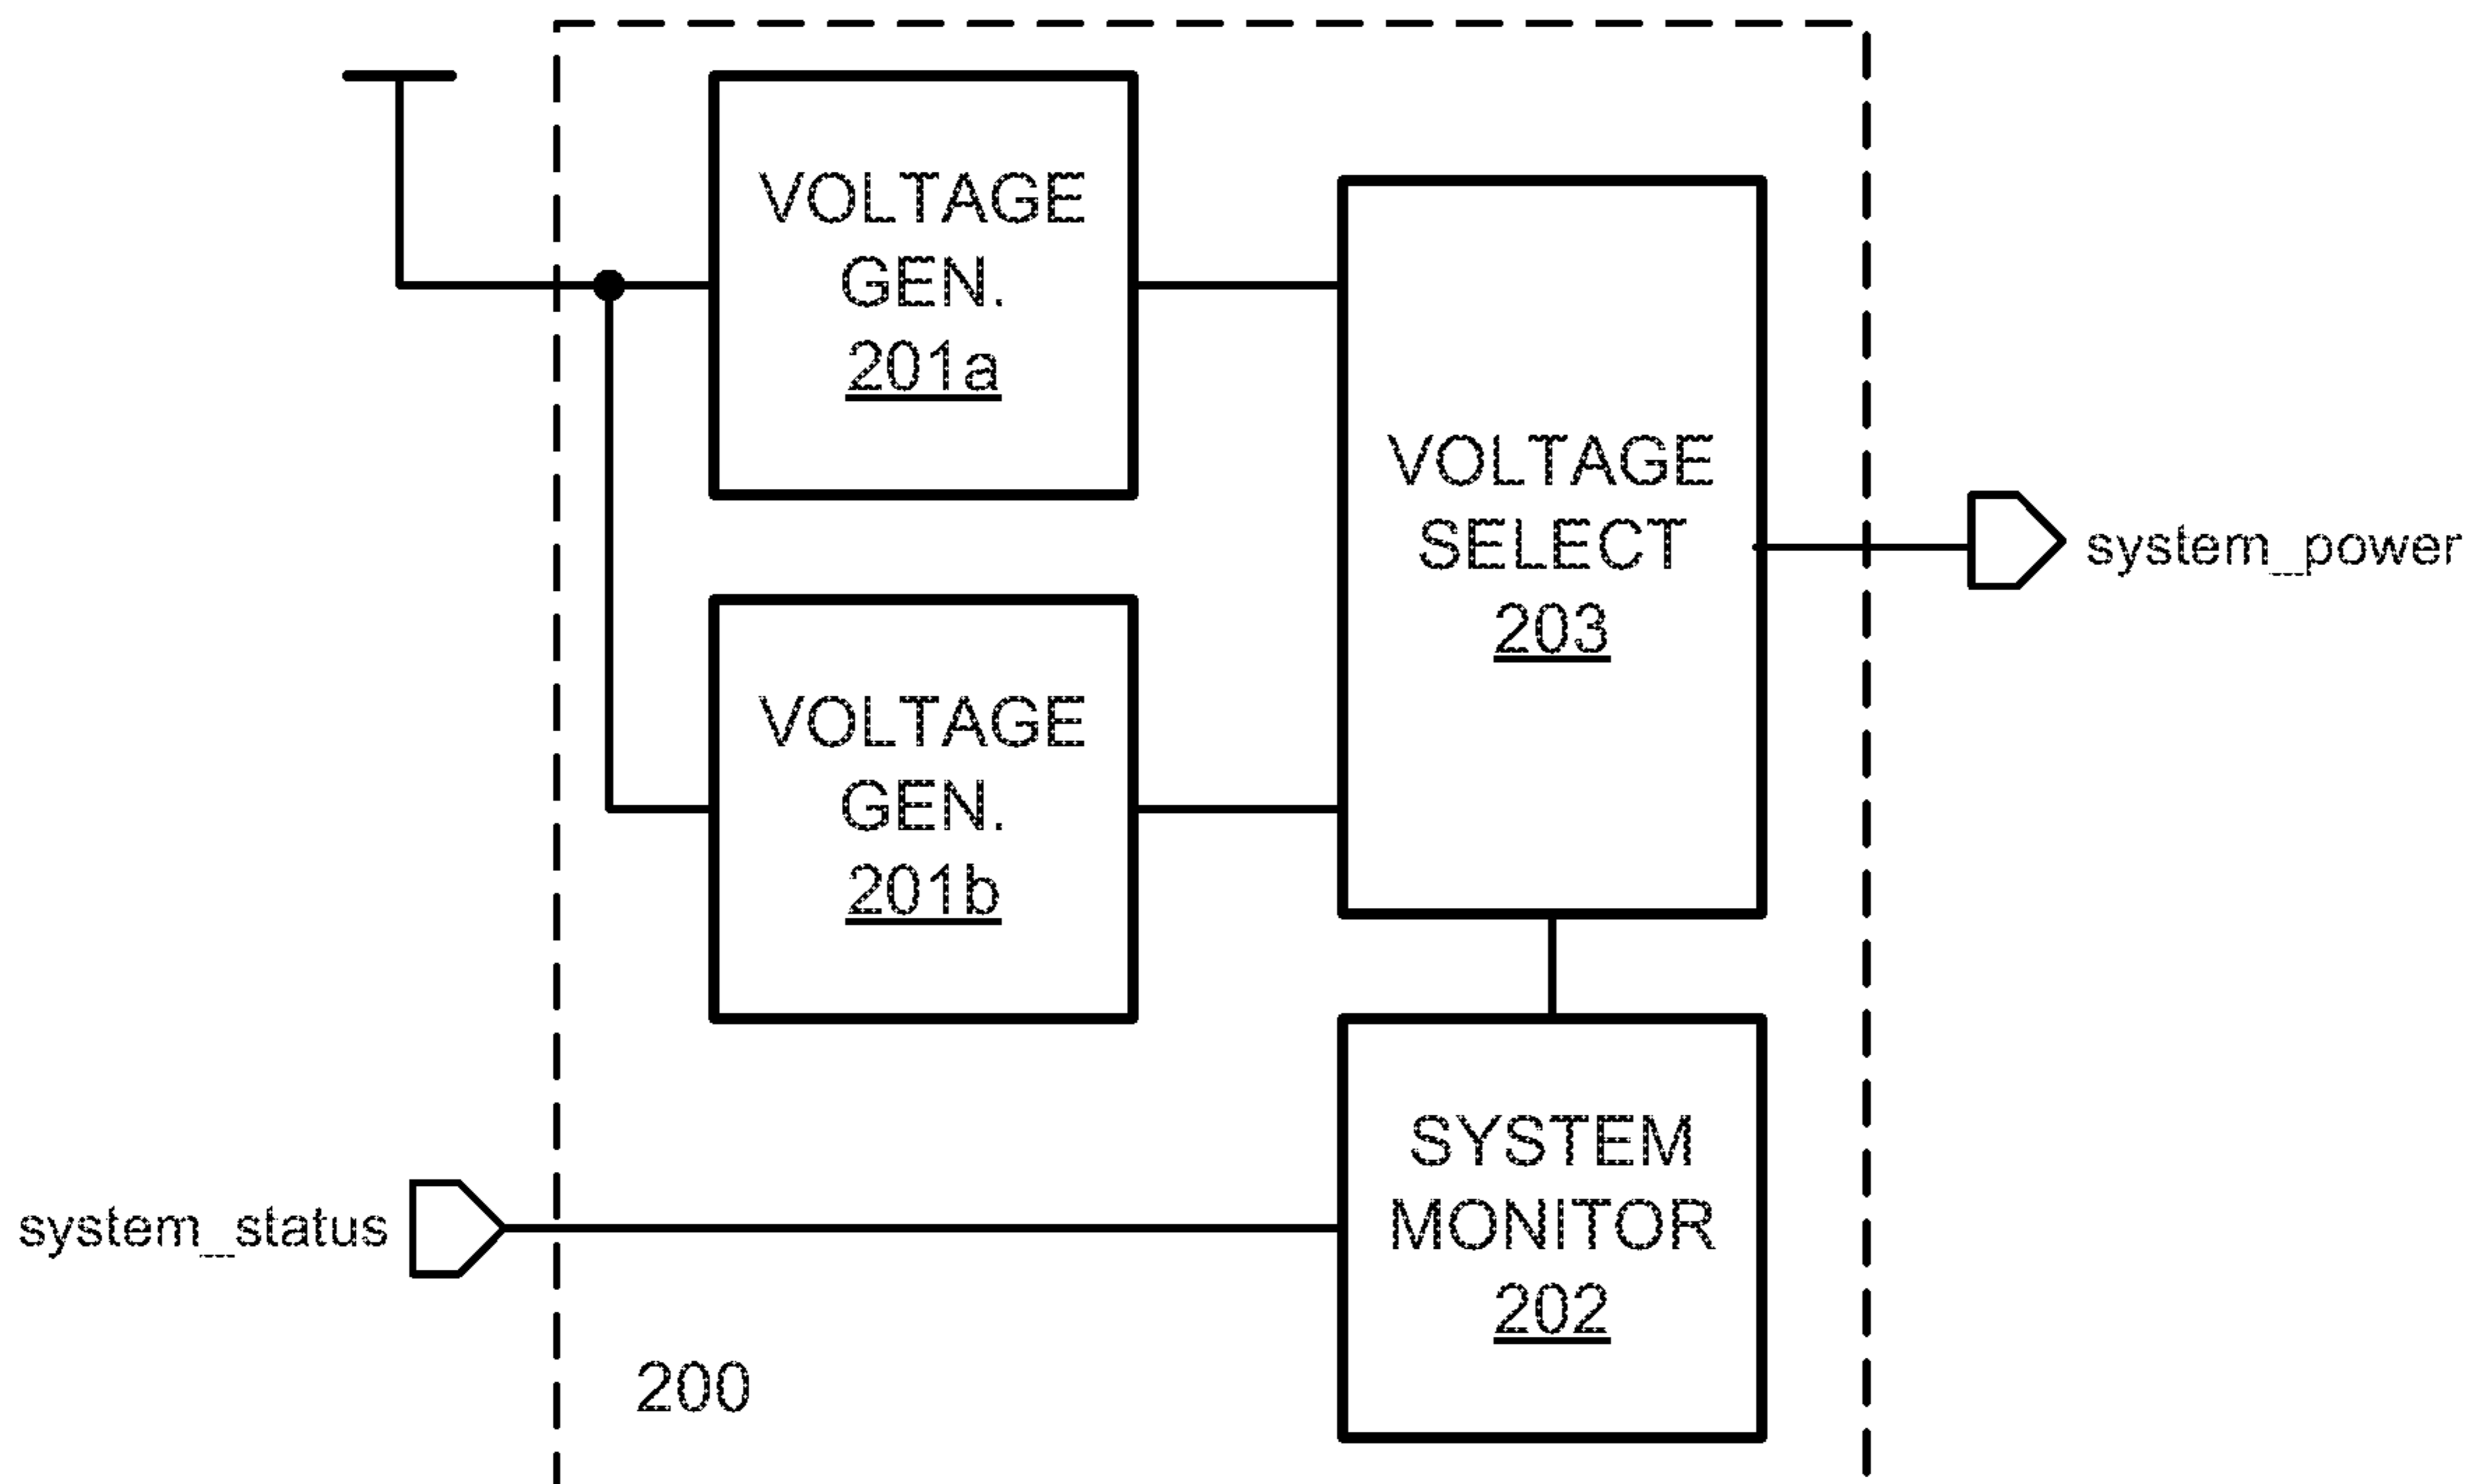 VOLTAGE
GEN.
201a
VOLTAGE
SELECT
203
system_power
VOLTAGE
GEN.
201b
SYSTEM
MONITOR
202
system_status
200